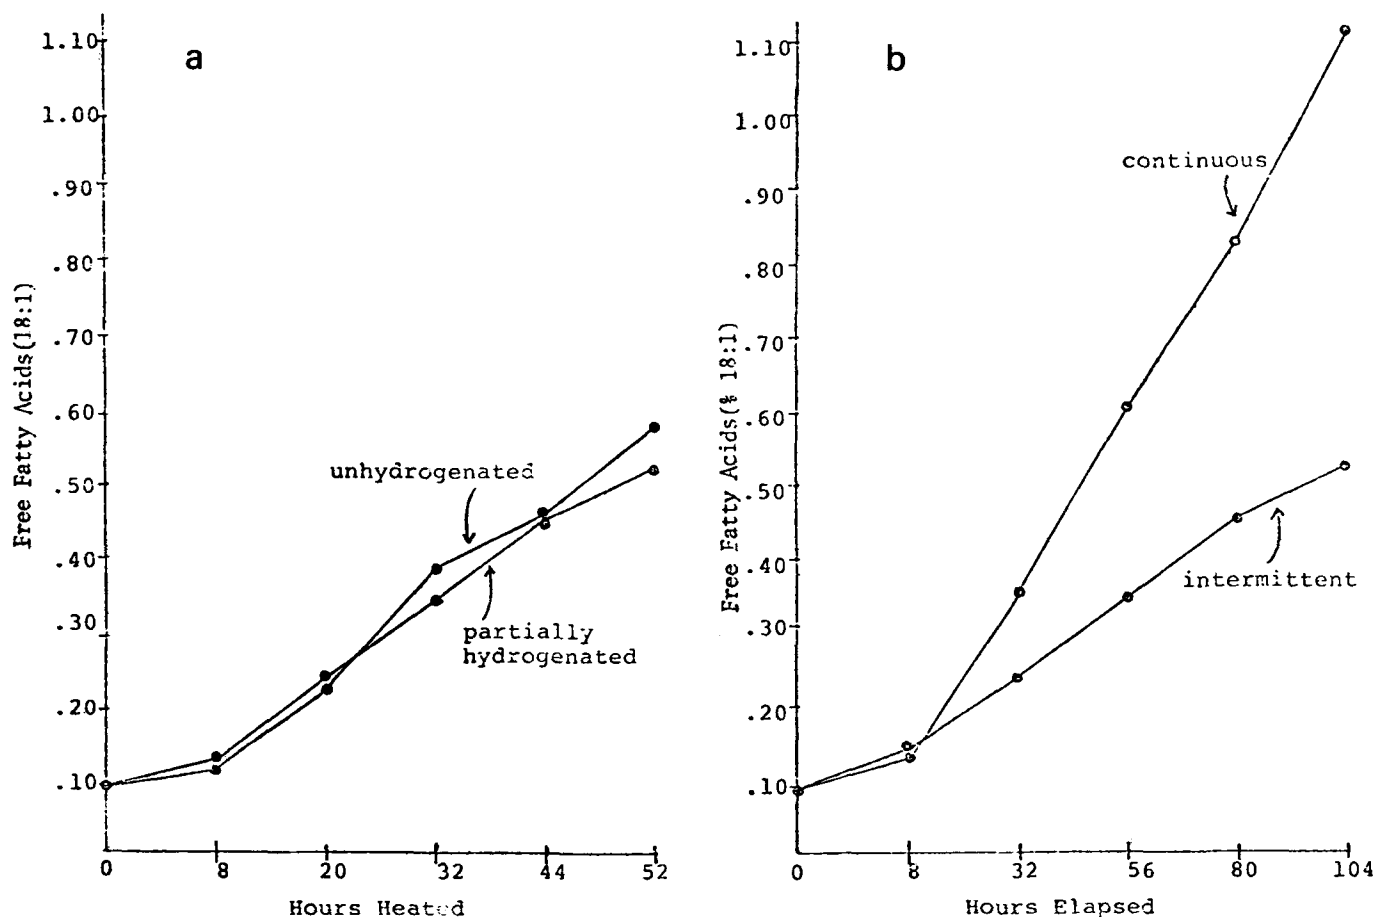 a
1.10
1.00
.90
.80
.70
.60
.50
.40
.30
.20
.10
Free Fatty Acids(18:1)
unhydrogenated
partially
hydrogenated
0 8 20 32 44 52
Hours Heated
b
1.10
1.00
.90
.80
.70
.60
.50
.40
.30
.20
.10
Free Fatty Acids(% 18:1)
continuous
intermittent
0 8 32 56 80 104
Hours Elapsed